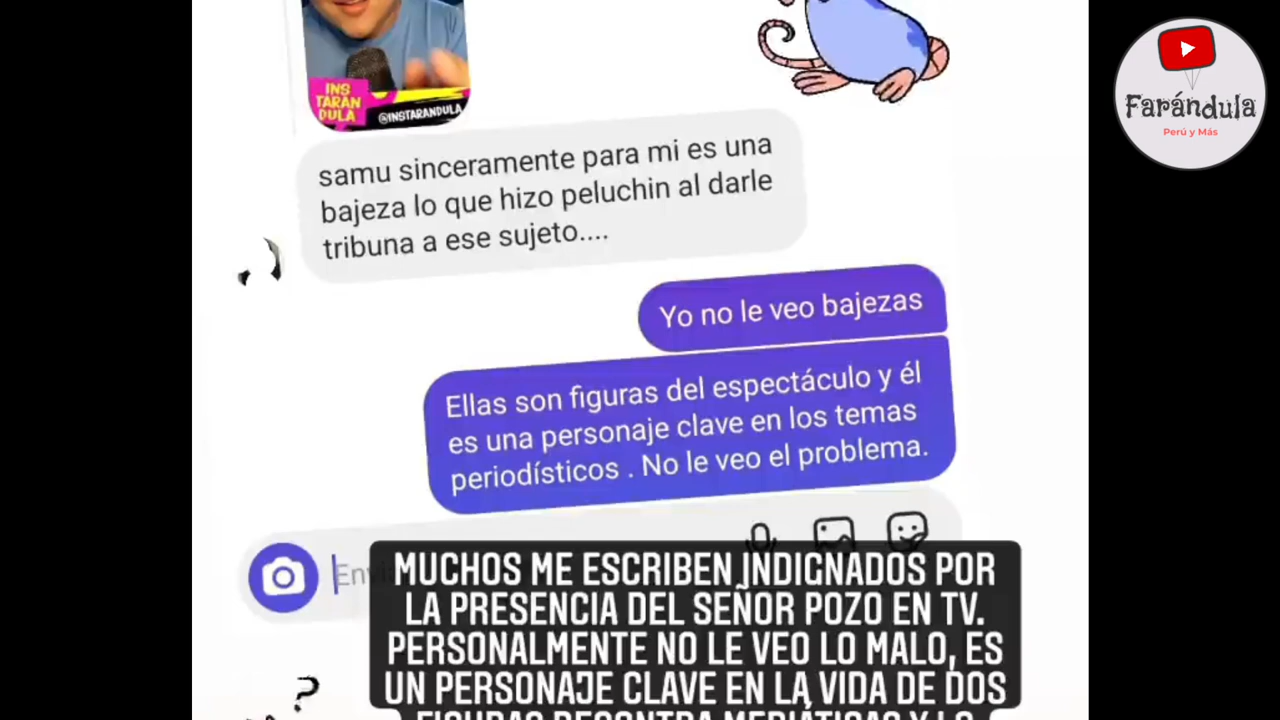 INS
TARÁN
DULA
@INSTARANDULA
Farándula
Perú y Más
samu sinceramente para mi es una
bajeza lo que hizo peluchin al darle
tribuna a ese sujeto....
Yo no le veo bajezas
Ellas son figuras del espectáculo y él
es una personaje clave en los temas
periodísticos . No le veo el problema.
MUCHOS ME ESCRIBEN INDIGNADOS POR
LA PRESENCIA DEL SEÑOR POZO EN TV.
PERSONALMENTE NO LE VEO LO MALO, ES
UN PERSONAJE CLAVE EN LA VIDA DE DOS
?